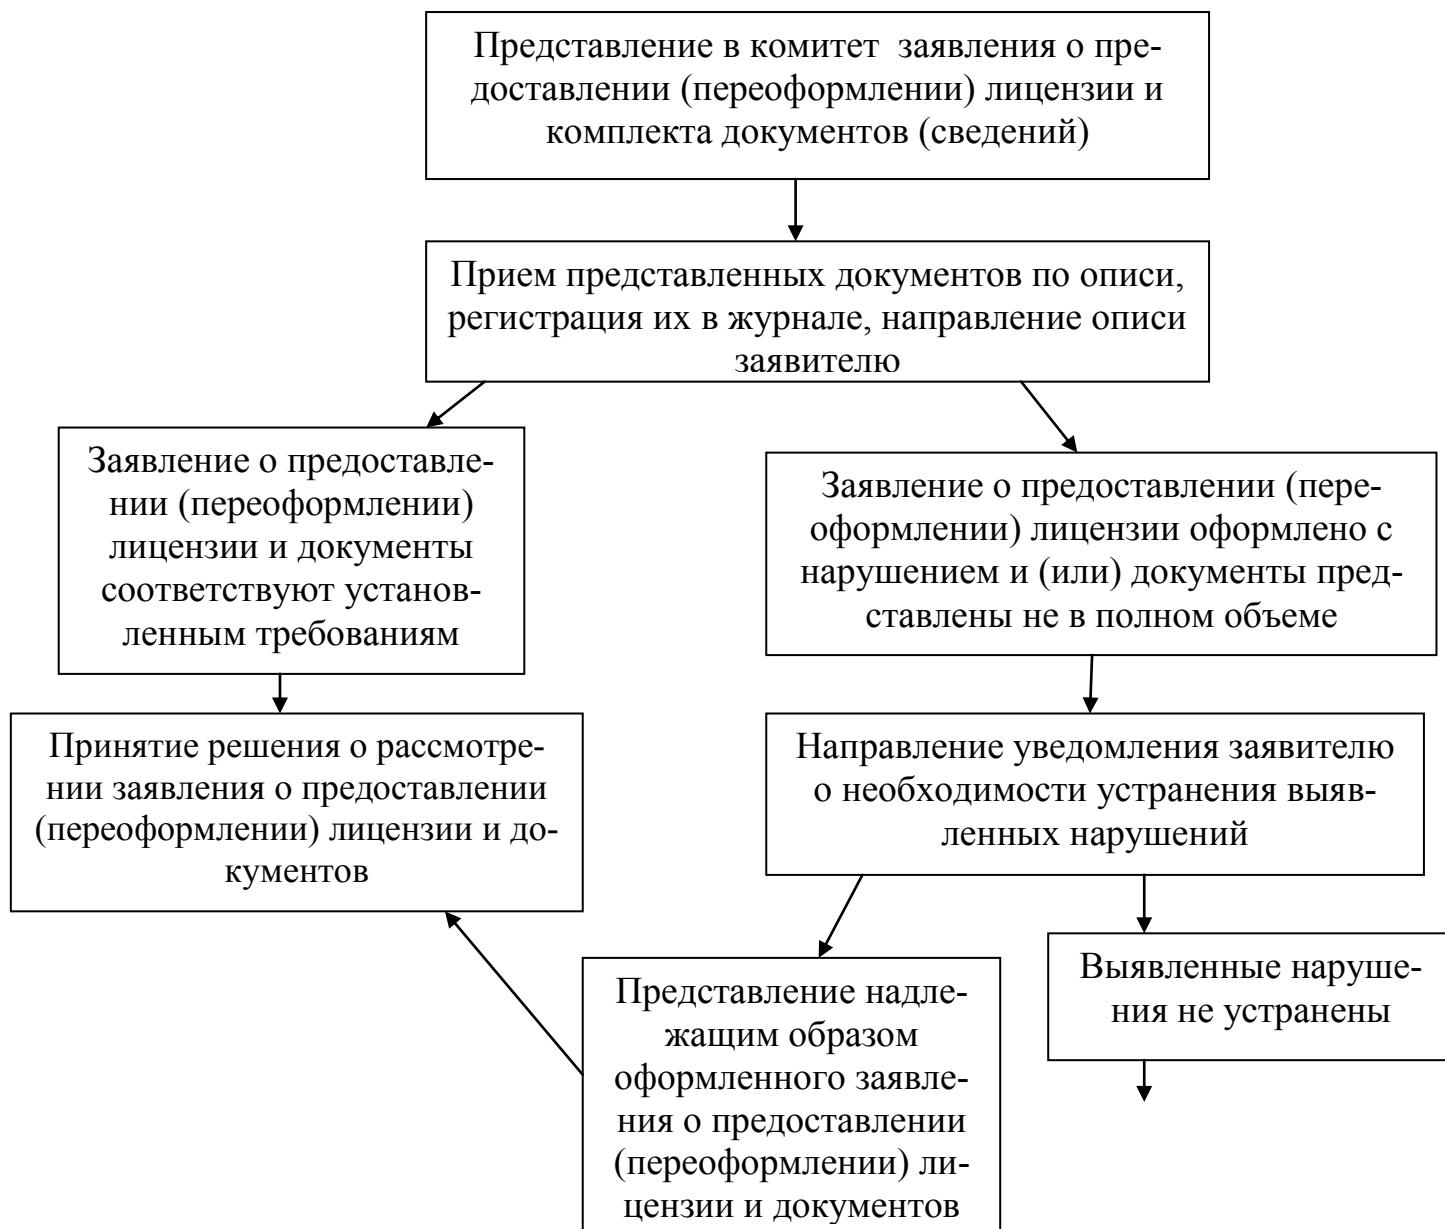 Представление в комитет заявления о пре-
доставлении (переоформлении) лицензии и
комплекта документов (сведений)
Прием представленных документов по описи,
регистрация их в журнале, направление описи
заявителю
Заявление о предоставле-
нии (переоформлении)
лицензии и документы
соответствуют установ-
ленным требованиям
Заявление о предоставлении (пере-
оформлении) лицензии оформлено с
нарушением и (или) документы пред-
ставлены не в полном объеме
Принятие решения о рассмотре-
нии заявления о предоставлении
(переоформлении) лицензии и до-
кументов
Направление уведомления заявителю
о необходимости устранения выяв-
ленных нарушений
Представление надле-
жащим образом
оформленного заявле-
ния о предоставлении
(переоформлении) ли-
цензии и документов
Выявленные наруше-
ния не устранены